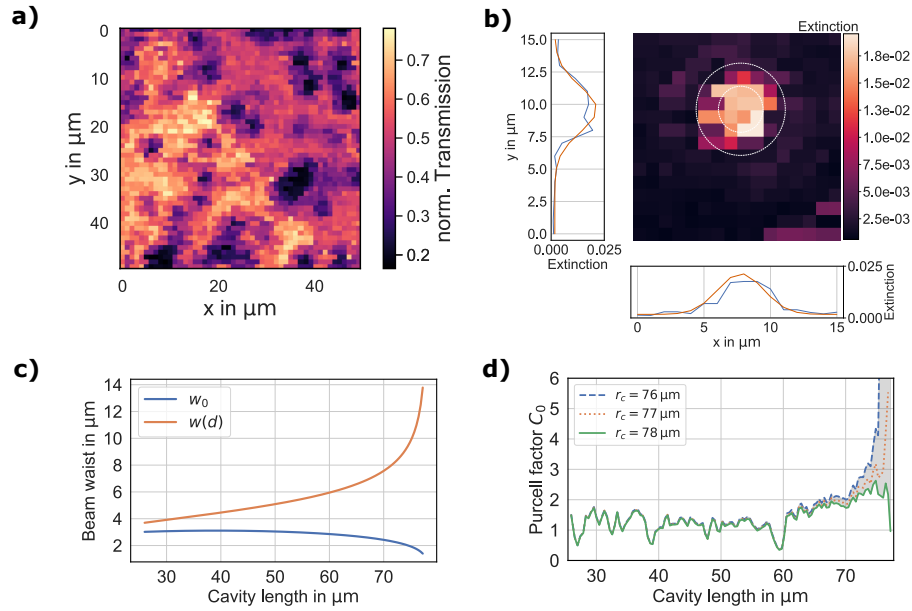 a)
0
10
20
30
40
y in µm
0
20
40
x in µm
0.7
0.6
0.5
0.4
0.3
0.2
norm. Transmission
b)
15.0
12.5
10.0
7.5
5.0
2.5
0.0
y in µm
0.000
0.025
Extinction
Extinction
1.8e-02
1.5e-02
1.3e-02
1.0e-02
7.5e-03
5.0e-03
2.5e-03
0.025
0.000
Extinction
0
5
10
15
x in µm
c)
14
12
10
8
6
4
2
Beam waist in µm
w₀
w(d)
30
40
50
60
70
Cavity length in µm
d)
6
5
4
3
2
1
0
Purcell factor C₀
r_c = 76 µm
r_c = 77 µm
r_c = 78 µm
30
40
50
60
70
Cavity length in µm